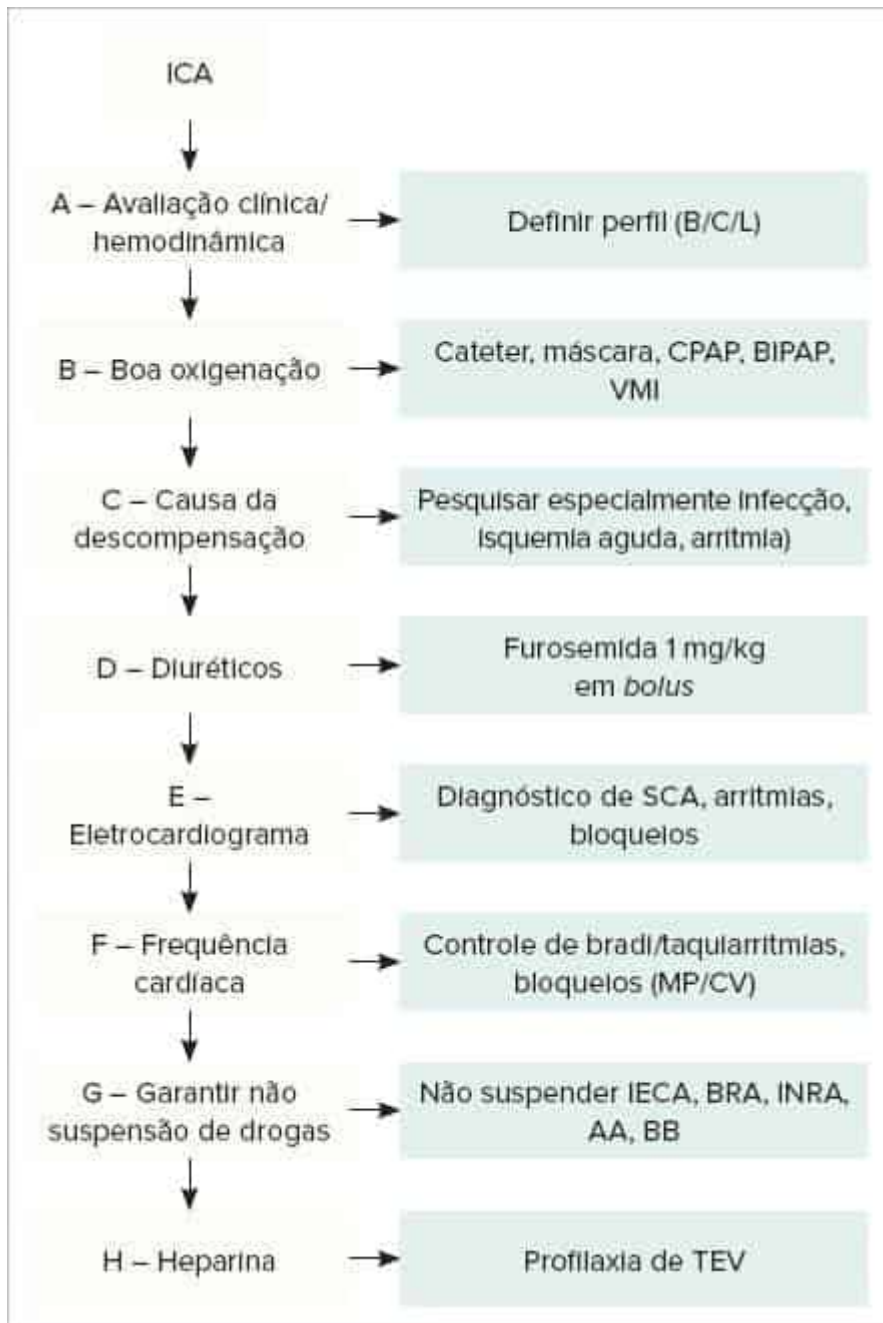 ICA
A – Avaliação clínica/
hemodinâmica
Definir perfil (B/C/L)
B – Boa oxigenação
Cateter, máscara, CPAP, BIPAP,
VMI
C – Causa da
descompensação
Pesquisar especialmente infecção,
isquemia aguda, arritmia)
D – Diuréticos
Furosemida 1 mg/kg
em bolus
E –
Eletrocardiograma
Diagnóstico de SCA, arritmias,
bloqueios
F – Frequência
cardíaca
Controle de bradi/taquiarritmias,
bloqueios (MP/CV)
G – Garantir não
suspensão de drogas
Não suspender IECA, BRA, INRA,
AA, BB
H – Heparina
Profilaxia de TEV